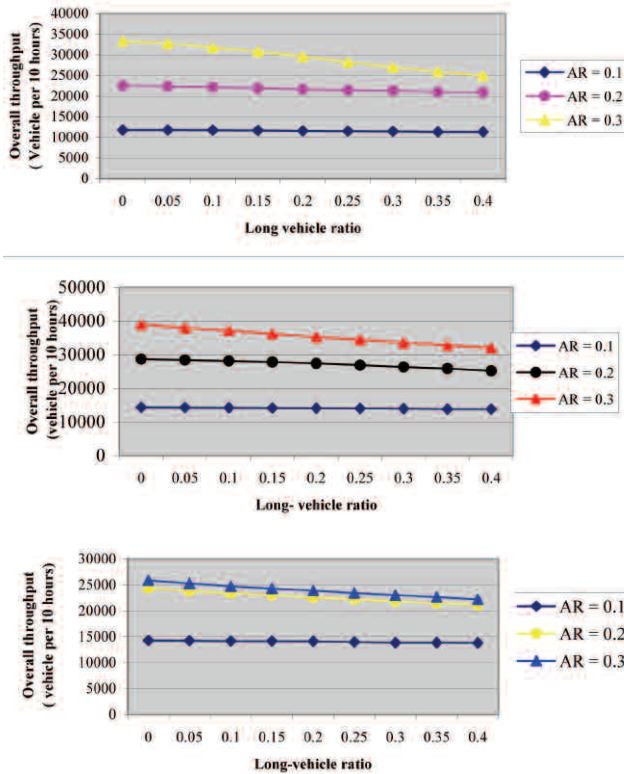 40000
35000
30000
25000
20000
15000
10000
5000
0
Overall throughput
( Vehicle per 10 hours)
0 0.05 0.1 0.15 0.2 0.25 0.3 0.35 0.4
Long vehicle ratio
AR = 0.1
AR = 0.2
AR = 0.3
50000
40000
30000
20000
10000
0
Overall throughput
(vehicle per 10 hours)
0 0.05 0.1 0.15 0.2 0.25 0.3 0.35 0.4
Long- vehicle ratio
AR = 0.1
AR = 0.2
AR = 0.3
30000
25000
20000
15000
10000
5000
0
Overall throughput
( vehicle per 10 hours)
0 0.05 0.1 0.15 0.2 0.25 0.3 0.35 0.4
Long-vehicle ratio
AR = 0.1
AR = 0.2
AR = 0.3